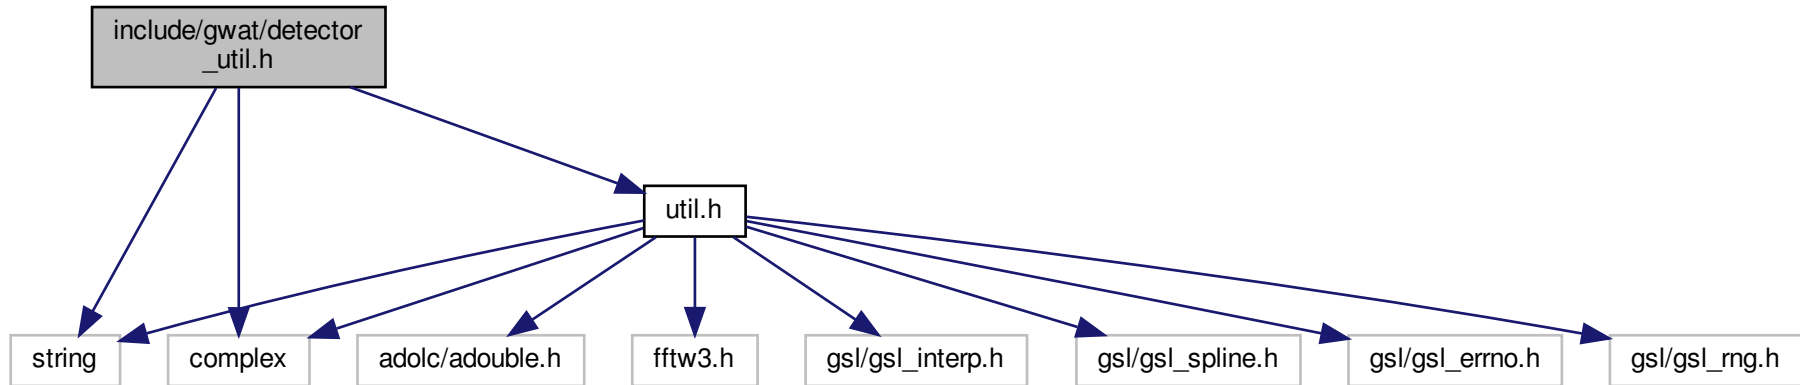 include/gwat/detector
_util.h
util.h
string
complex
adolc/adouble.h
fftw3.h
gsl/gsl_interp.h
gsl/gsl_spline.h
gsl/gsl_errno.h
gsl/gsl_rng.h